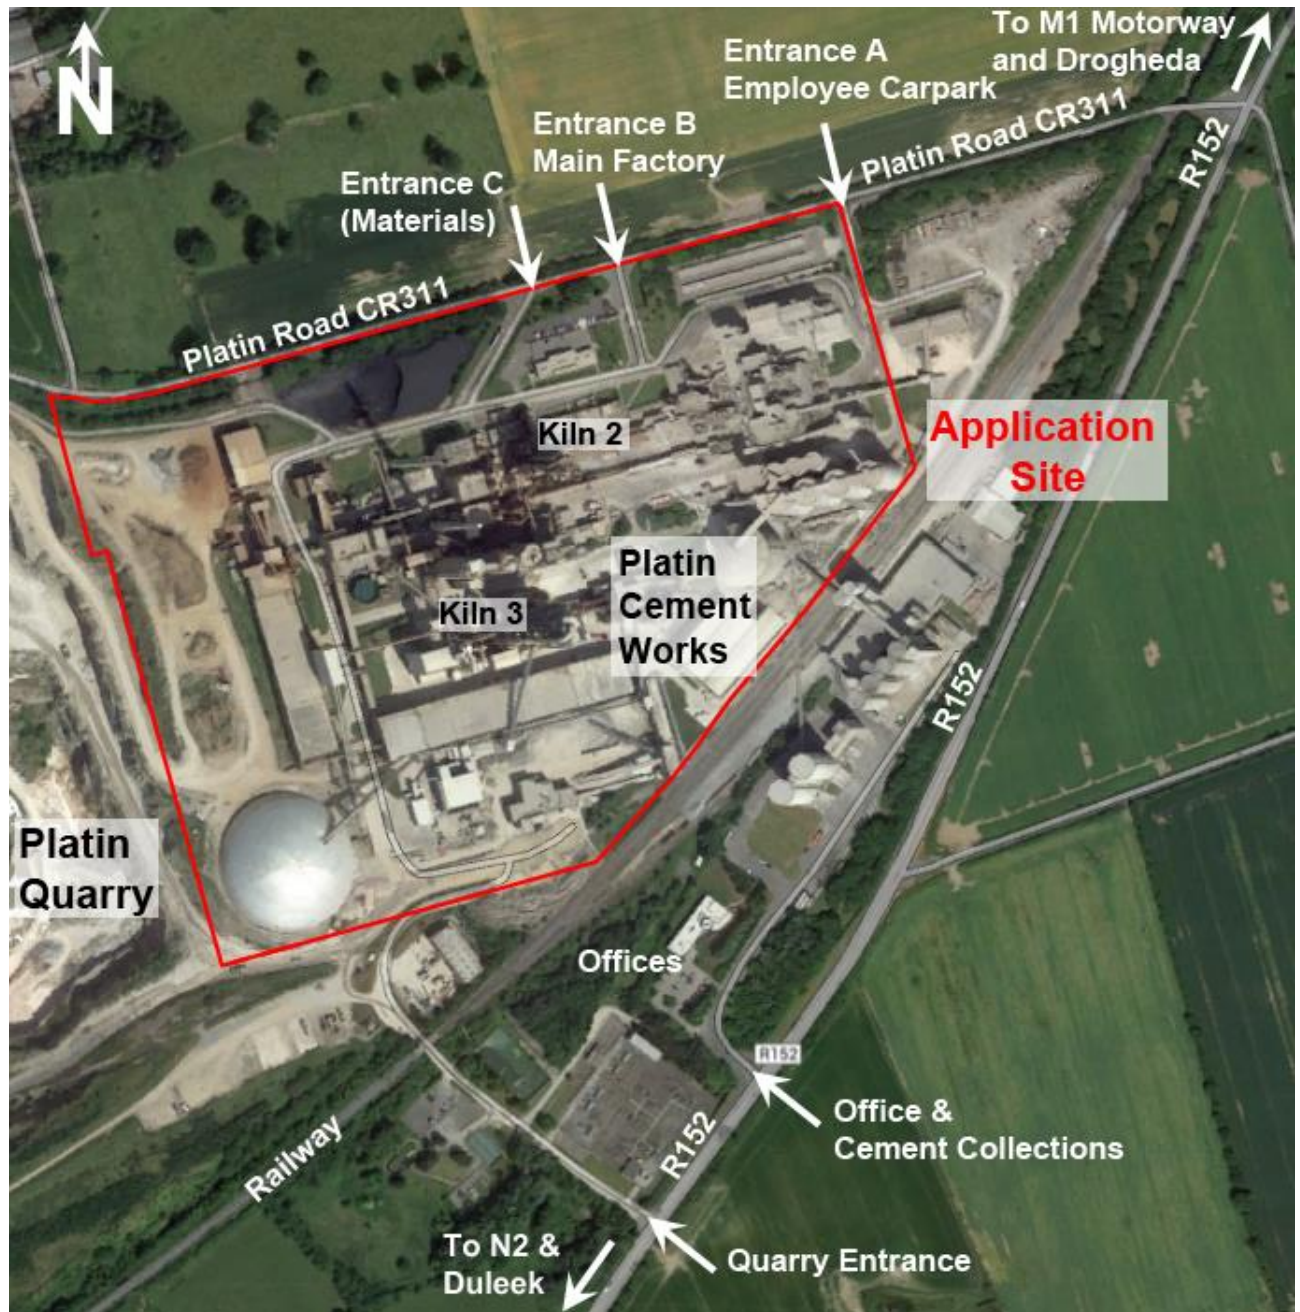 To M1 Motorway
and Drogheda
N
Entrance A
Employee Carpark
Platin Road CR311
R152
Entrance B
Main Factory
Entrance C
(Materials)
Platin Road CR311
Kiln 2
Application
Site
Platin
Cement
Works
Kiln 3
R152
Platin
Quarry
Offices
R152
Office &
Cement Collections
R152
Railway
To N2 &
Duleek
Quarry Entrance